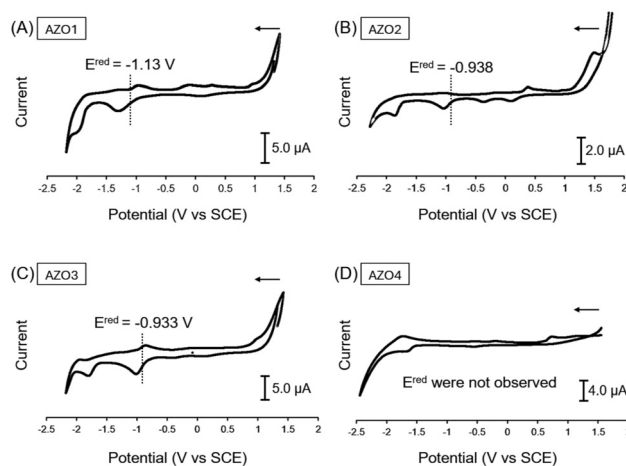 (A) AZO1
E^red = -1.13 V
Current
5.0 µA
-2.5 -2 -1.5 -1 -0.5 0 0.5 1 1.5 2
Potential (V vs SCE)
(B) AZO2
E^red = -0.938
Current
2.0 µA
-2.5 -2 -1.5 -1 -0.5 0 0.5 1 1.5 2
Potential (V vs SCE)
(C) AZO3
E^red = -0.933 V
Current
5.0 µA
-2.5 -2 -1.5 -1 -0.5 0 0.5 1 1.5 2
Potential (V vs SCE)
(D) AZO4
Current
E^red were not observed
4.0 µA
-2.5 -2 -1.5 -1 -0.5 0 0.5 1 1.5 2
Potential (V vs SCE)